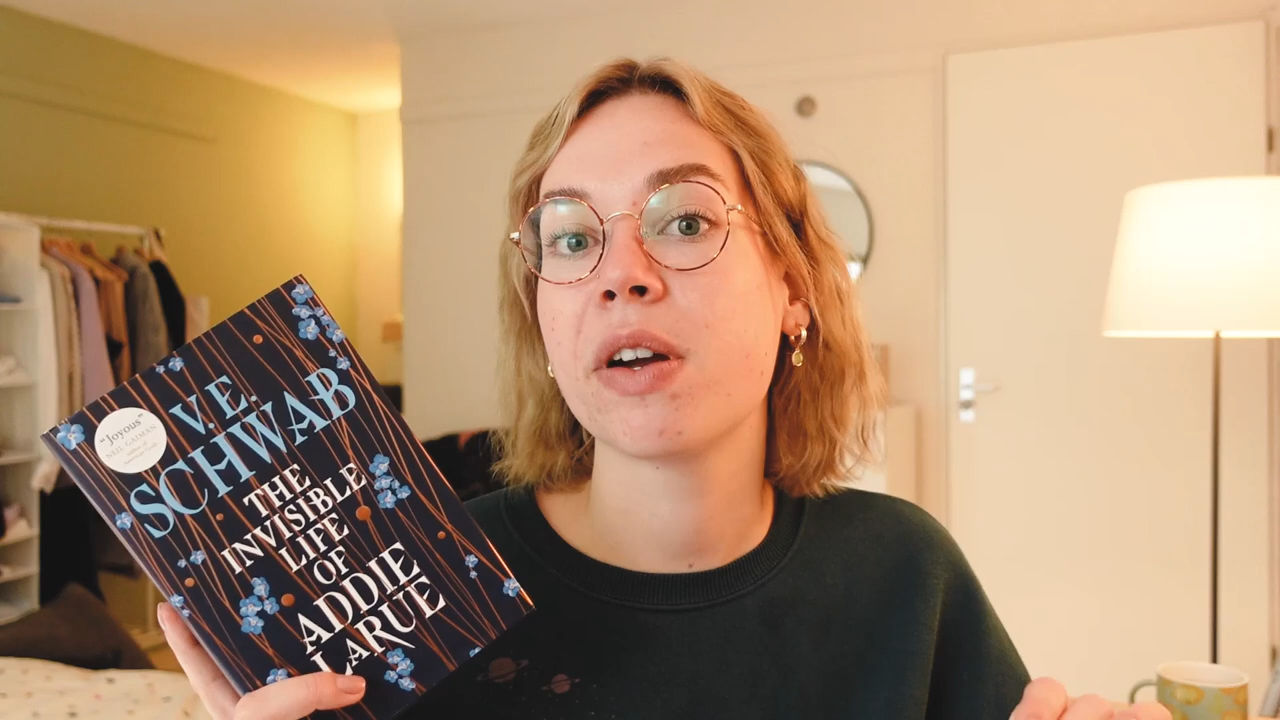 V. E.
SCHWAB
"Joyous"
NEIL GAIMAN
THE
INVISIBLE
LIFE
OF
ADDIE
LARUE